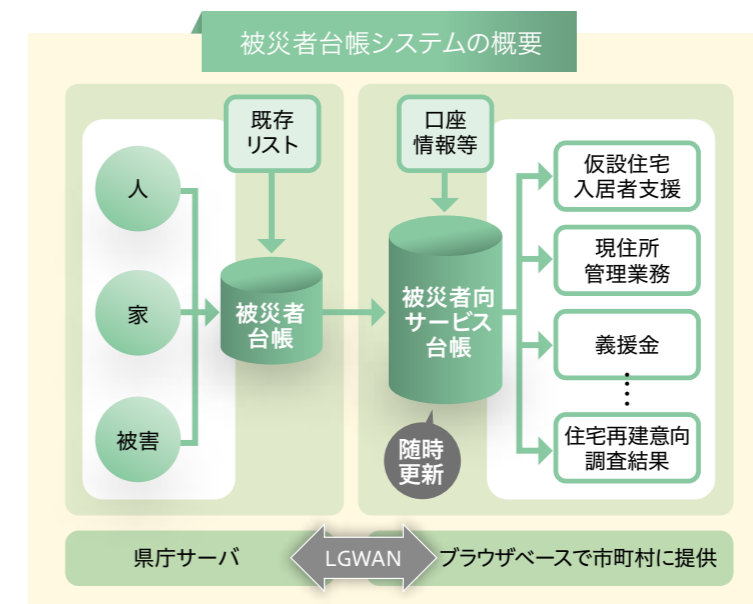 被災者台帳システムの概要
人
家
被害
既存
リスト
被災者
台帳
口座
情報等
被災者向
サービス
台帳
随時
更新
仮設住宅
入居者支援
現住所
管理業務
義援金
⋮
住宅再建意向
調査結果
県庁サーバ
LGWAN
ブラウザベースで市町村に提供